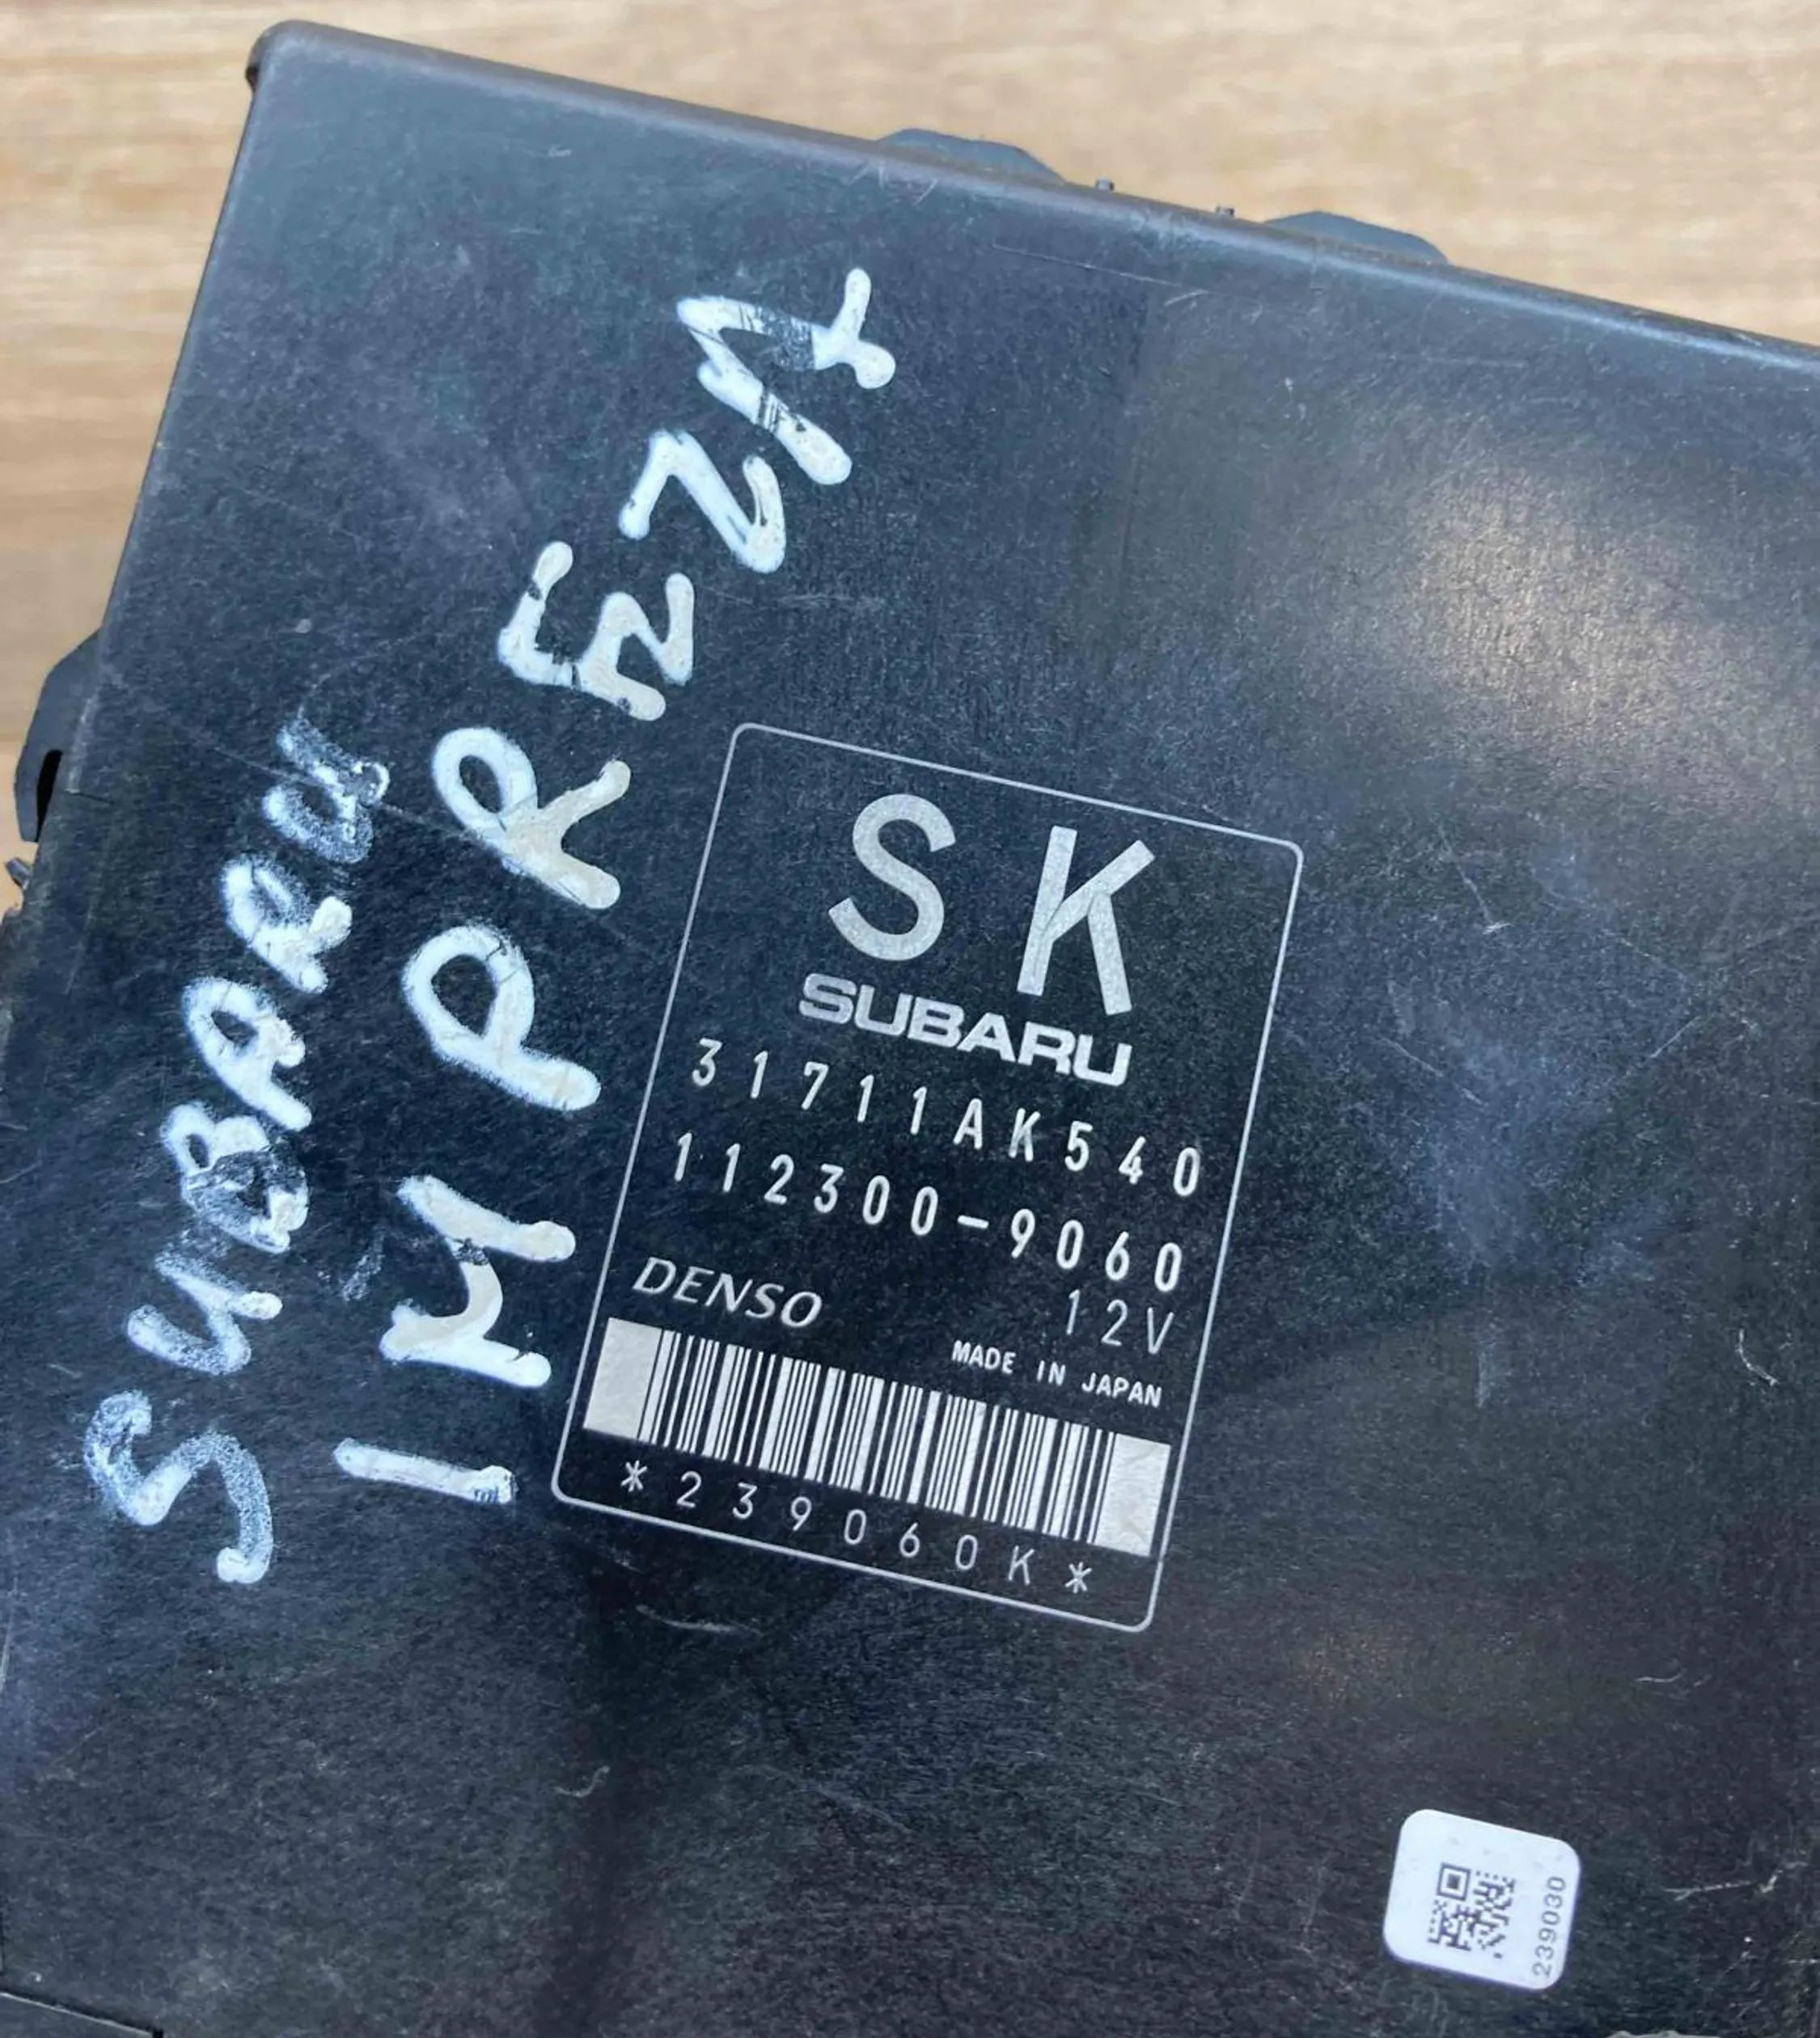 SUBARU
IMPREZA
SK
SUBARU
31711AK540
112300-9060
12V
DENSO
MADE IN JAPAN
*239060K*
239030